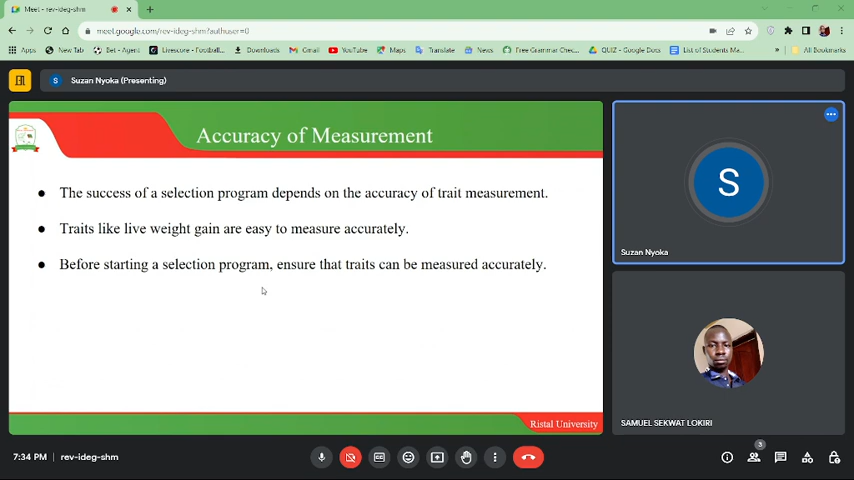 Meet - rev-ideg-shm
meet.google.com/rev-ideg-shm?authuser=0
Apps
New Tab
Bet - Agent
Livescore - Football...
Downloads
Gmail
YouTube
Maps
Translate
News
Free Grammar Chec...
QUIZ - Google Docs
List of Students Ma...
»
All Bookmarks
S
Suzan Nyoka (Presenting)
Accuracy of Measurement
● The success of a selection program depends on the accuracy of trait measurement.
● Traits like live weight gain are easy to measure accurately.
● Before starting a selection program, ensure that traits can be measured accurately.
Ristal University
S
Suzan Nyoka
SAMUEL SEKWAT LOKIRI
7:34 PM | rev-ideg-shm
3